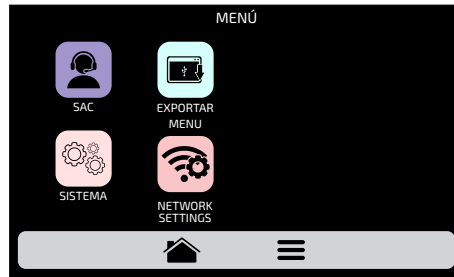 MENÚ
SAC
EXPORTAR
MENU
SISTEMA
NETWORK
SETTINGS